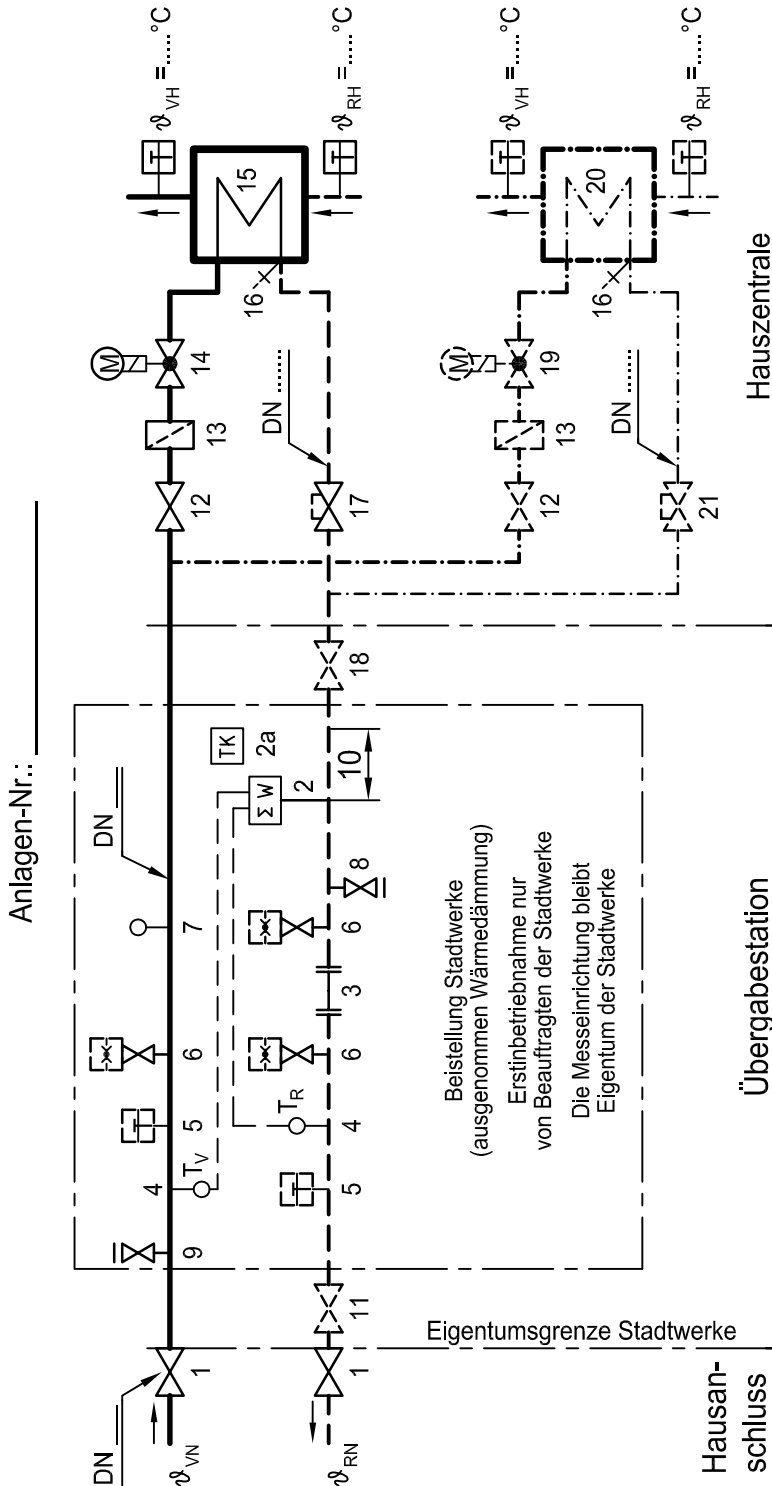 Anlagen-Nr.:
DN
DN
ϑVN
ϑRN
1
1
9
4
TV
5
6
7
11
5
4
TR
6
3
6
8
2
Σ W
TK
2a
10
18
12
13
14
M
15
16
17
DN ......
T
ϑVH =....°C
T
ϑRH =....°C
12
13
19
M
20
16
21
DN ......
T
ϑVH =....°C
T
ϑRH =....°C
Beistellung Stadtwerke
(ausgenommen Wärmedämmung)
Erstinbetriebnahme nur
von Beauftragten der Stadtwerke
Die Messeinrichtung bleibt
Eigentum der Stadtwerke
Eigentumsgrenze Stadtwerke
Hausan-
schluss
Übergabestation
Hauszentrale